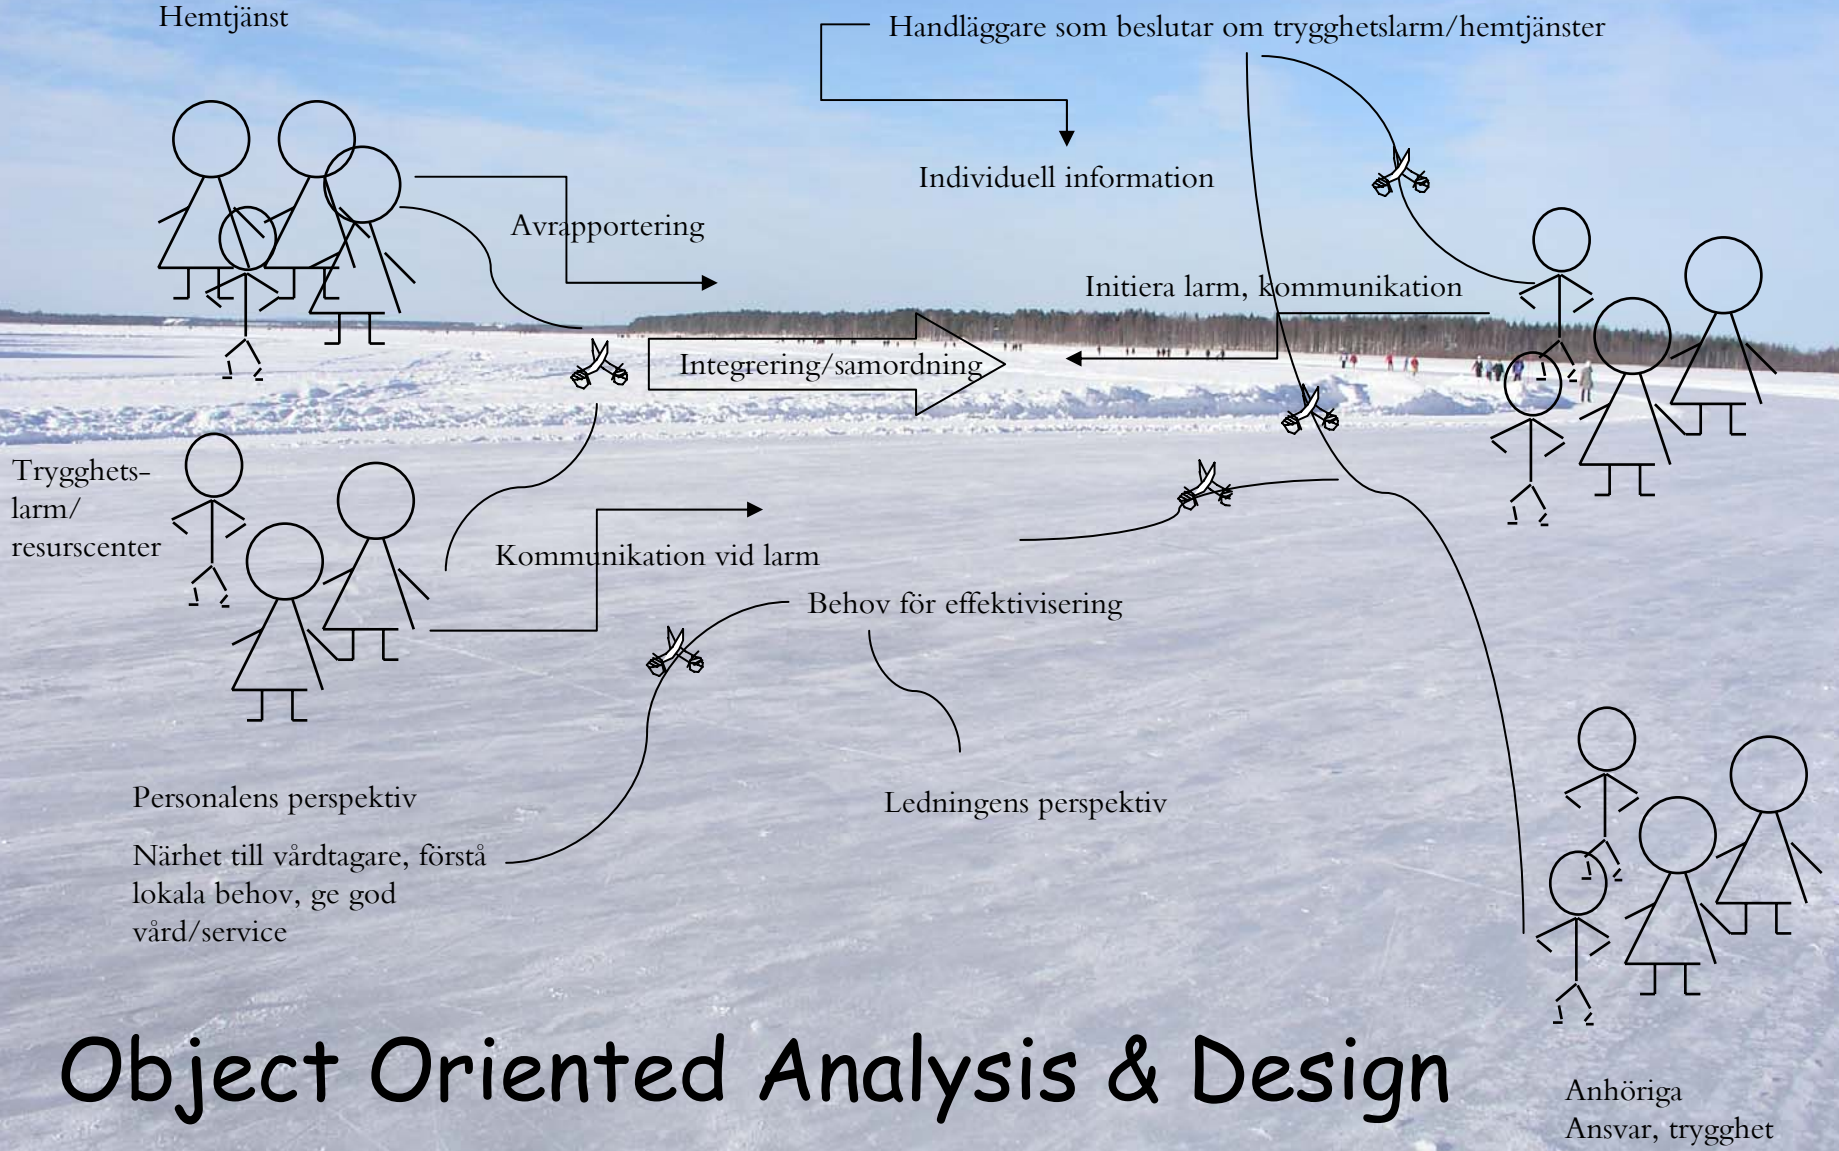 Hemtjänst
Handläggare som beslutar om trygghetslarm/hemtjänster
Individuell information
Avrapportering
Initiera larm, kommunikation
Integrering/samordning
Trygghets-
larm/
resurscenter
Kommunikation vid larm
Behov för effektivisering
Personalens perspektiv
Ledningens perspektiv
Närhet till vårdtagare, förstå
lokala behov, ge god
vård/service
Object Oriented Analysis & Design
Anhöriga
Ansvar, trygghet